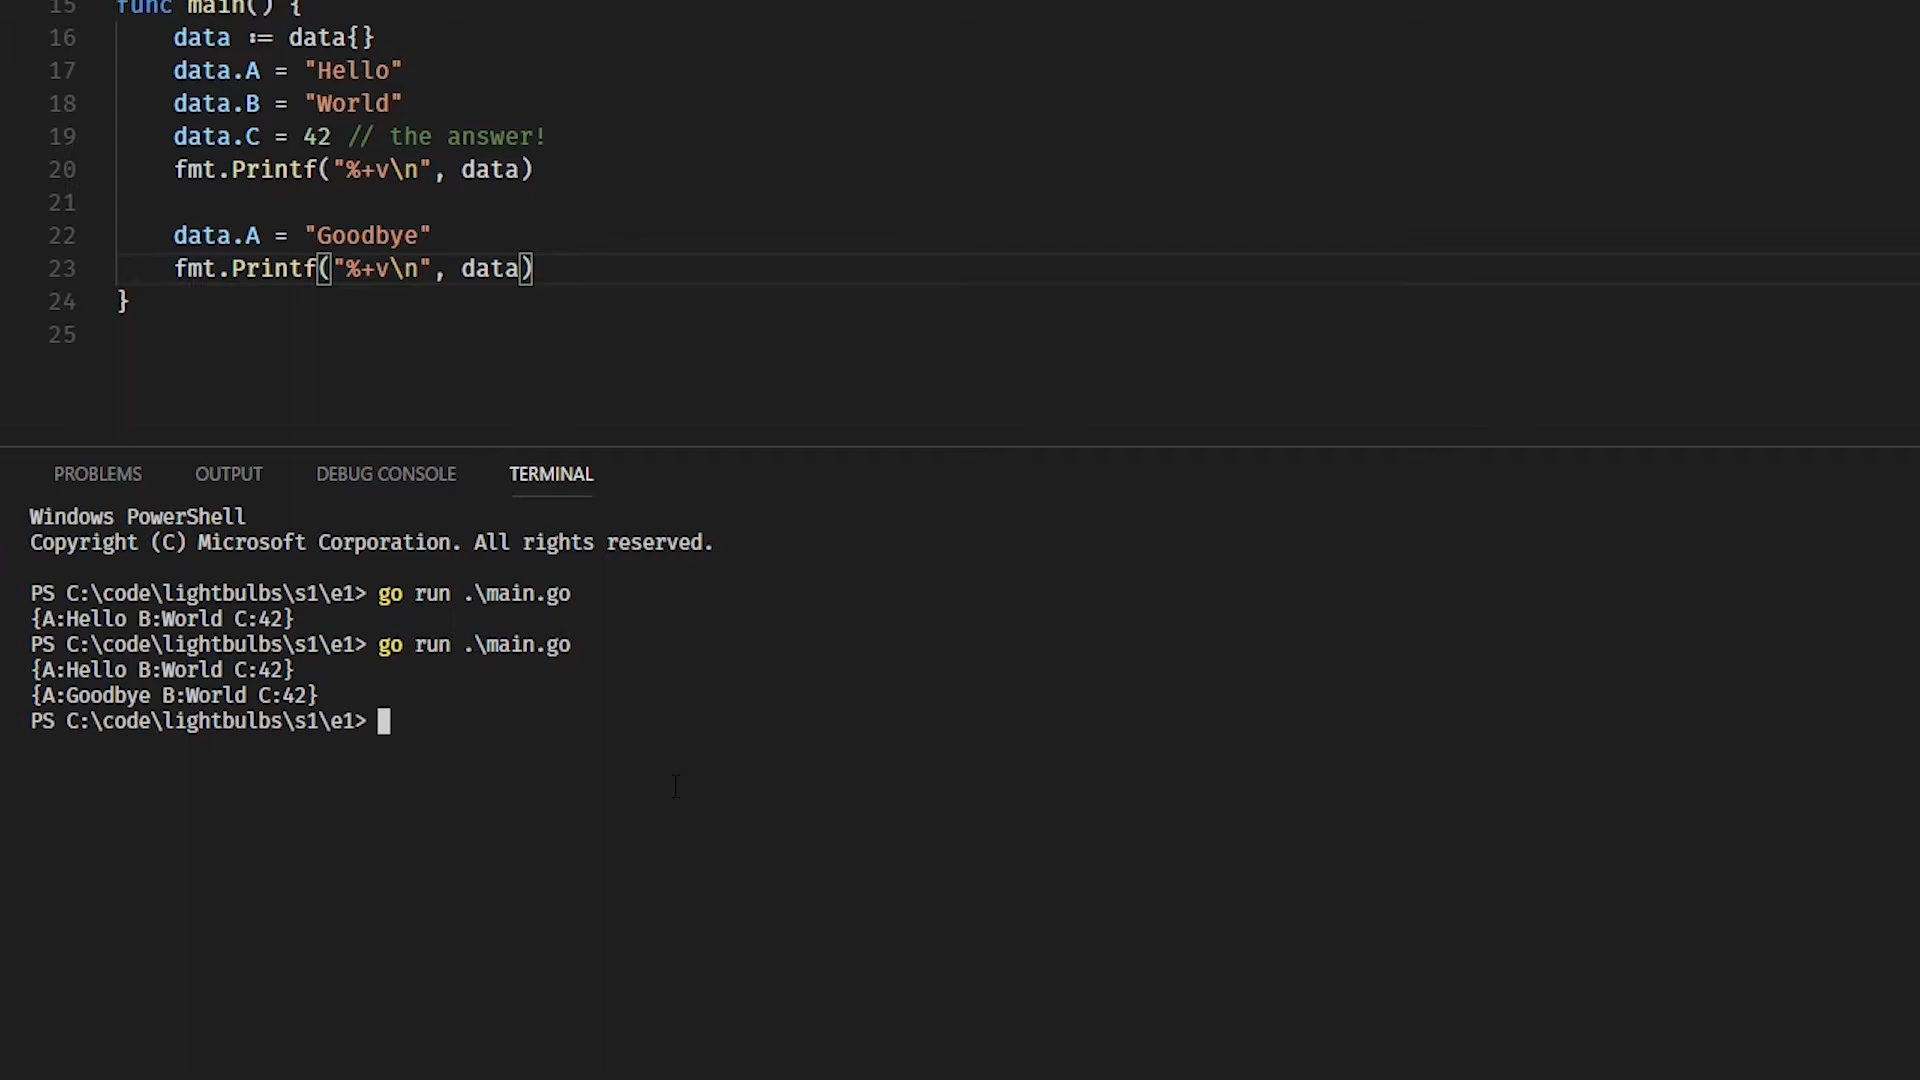 15 func main() {
16 data := data{}
17 data.A = "Hello"
18 data.B = "World"
19 data.C = 42 // the answer!
20 fmt.Printf("%+v\n", data)
21
22 data.A = "Goodbye"
23 fmt.Printf("%+v\n", data)
24 }
25
PROBLEMS OUTPUT DEBUG CONSOLE TERMINAL
Windows PowerShell
Copyright (C) Microsoft Corporation. All rights reserved.
PS C:\code\lightbulbs\s1\e1> go run .\main.go
{A:Hello B:World C:42}
PS C:\code\lightbulbs\s1\e1> go run .\main.go
{A:Hello B:World C:42}
{A:Goodbye B:World C:42}
PS C:\code\lightbulbs\s1\e1>